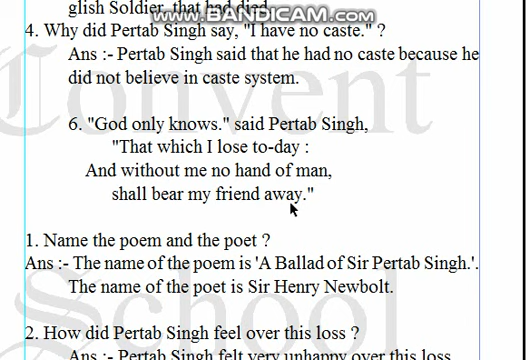 glish Soldier, that had died.
WWW.BANDICAM.COM
4. Why did Pertab Singh say, "I have no caste." ?
Ans :- Pertab Singh said that he had no caste because he
did not believe in caste system.
Convent
6. "God only knows." said Pertab Singh,
"That which I lose to-day :
And without me no hand of man,
shall bear my friend away."
1. Name the poem and the poet ?
Ans :- The name of the poem is 'A Ballad of Sir Pertab Singh.'.
The name of the poet is Sir Henry Newbolt.
School
2. How did Pertab Singh feel over this loss ?
Ans :- Pertab Singh felt very unhappy over this loss